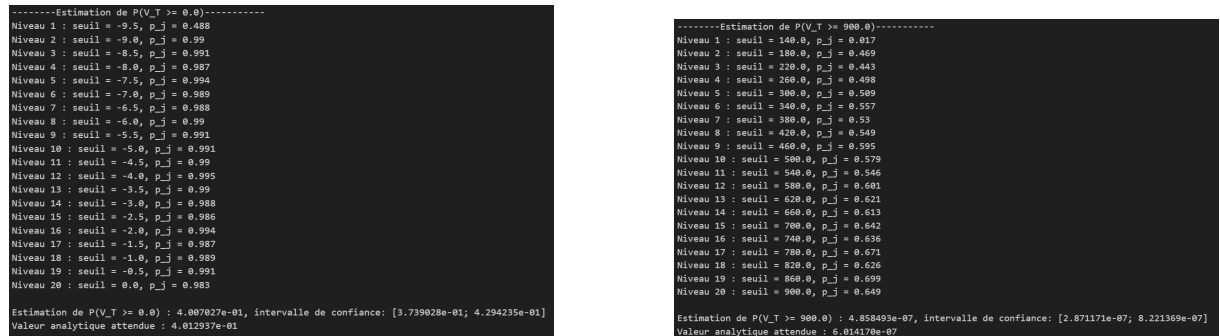 --------Estimation de P(V_T >= 0.0)-----------
Niveau 1 : seuil = -9.5, p_j = 0.488
Niveau 2 : seuil = -9.0, p_j = 0.99
Niveau 3 : seuil = -8.5, p_j = 0.991
Niveau 4 : seuil = -8.0, p_j = 0.987
Niveau 5 : seuil = -7.5, p_j = 0.994
Niveau 6 : seuil = -7.0, p_j = 0.989
Niveau 7 : seuil = -6.5, p_j = 0.988
Niveau 8 : seuil = -6.0, p_j = 0.99
Niveau 9 : seuil = -5.5, p_j = 0.991
Niveau 10 : seuil = -5.0, p_j = 0.991
Niveau 11 : seuil = -4.5, p_j = 0.99
Niveau 12 : seuil = -4.0, p_j = 0.995
Niveau 13 : seuil = -3.5, p_j = 0.99
Niveau 14 : seuil = -3.0, p_j = 0.988
Niveau 15 : seuil = -2.5, p_j = 0.986
Niveau 16 : seuil = -2.0, p_j = 0.994
Niveau 17 : seuil = -1.5, p_j = 0.987
Niveau 18 : seuil = -1.0, p_j = 0.989
Niveau 19 : seuil = -0.5, p_j = 0.991
Niveau 20 : seuil = 0.0, p_j = 0.983
Estimation de P(V_T >= 0.0) : 4.007027e-01, intervalle de confiance: [3.739028e-01; 4.294235e-01]
Valeur analytique attendue : 4.012937e-01
--------Estimation de P(V_T >= 900.0)-----------
Niveau 1 : seuil = 140.0, p_j = 0.017
Niveau 2 : seuil = 180.0, p_j = 0.469
Niveau 3 : seuil = 220.0, p_j = 0.443
Niveau 4 : seuil = 260.0, p_j = 0.498
Niveau 5 : seuil = 300.0, p_j = 0.509
Niveau 6 : seuil = 340.0, p_j = 0.557
Niveau 7 : seuil = 380.0, p_j = 0.53
Niveau 8 : seuil = 420.0, p_j = 0.549
Niveau 9 : seuil = 460.0, p_j = 0.595
Niveau 10 : seuil = 500.0, p_j = 0.579
Niveau 11 : seuil = 540.0, p_j = 0.546
Niveau 12 : seuil = 580.0, p_j = 0.601
Niveau 13 : seuil = 620.0, p_j = 0.621
Niveau 14 : seuil = 660.0, p_j = 0.613
Niveau 15 : seuil = 700.0, p_j = 0.642
Niveau 16 : seuil = 740.0, p_j = 0.636
Niveau 17 : seuil = 780.0, p_j = 0.671
Niveau 18 : seuil = 820.0, p_j = 0.626
Niveau 19 : seuil = 860.0, p_j = 0.699
Niveau 20 : seuil = 900.0, p_j = 0.649
Estimation de P(V_T >= 900.0) : 4.858493e-07, intervalle de confiance: [2.871171e-07; 8.221369e-07]
Valeur analytique attendue : 6.014170e-07